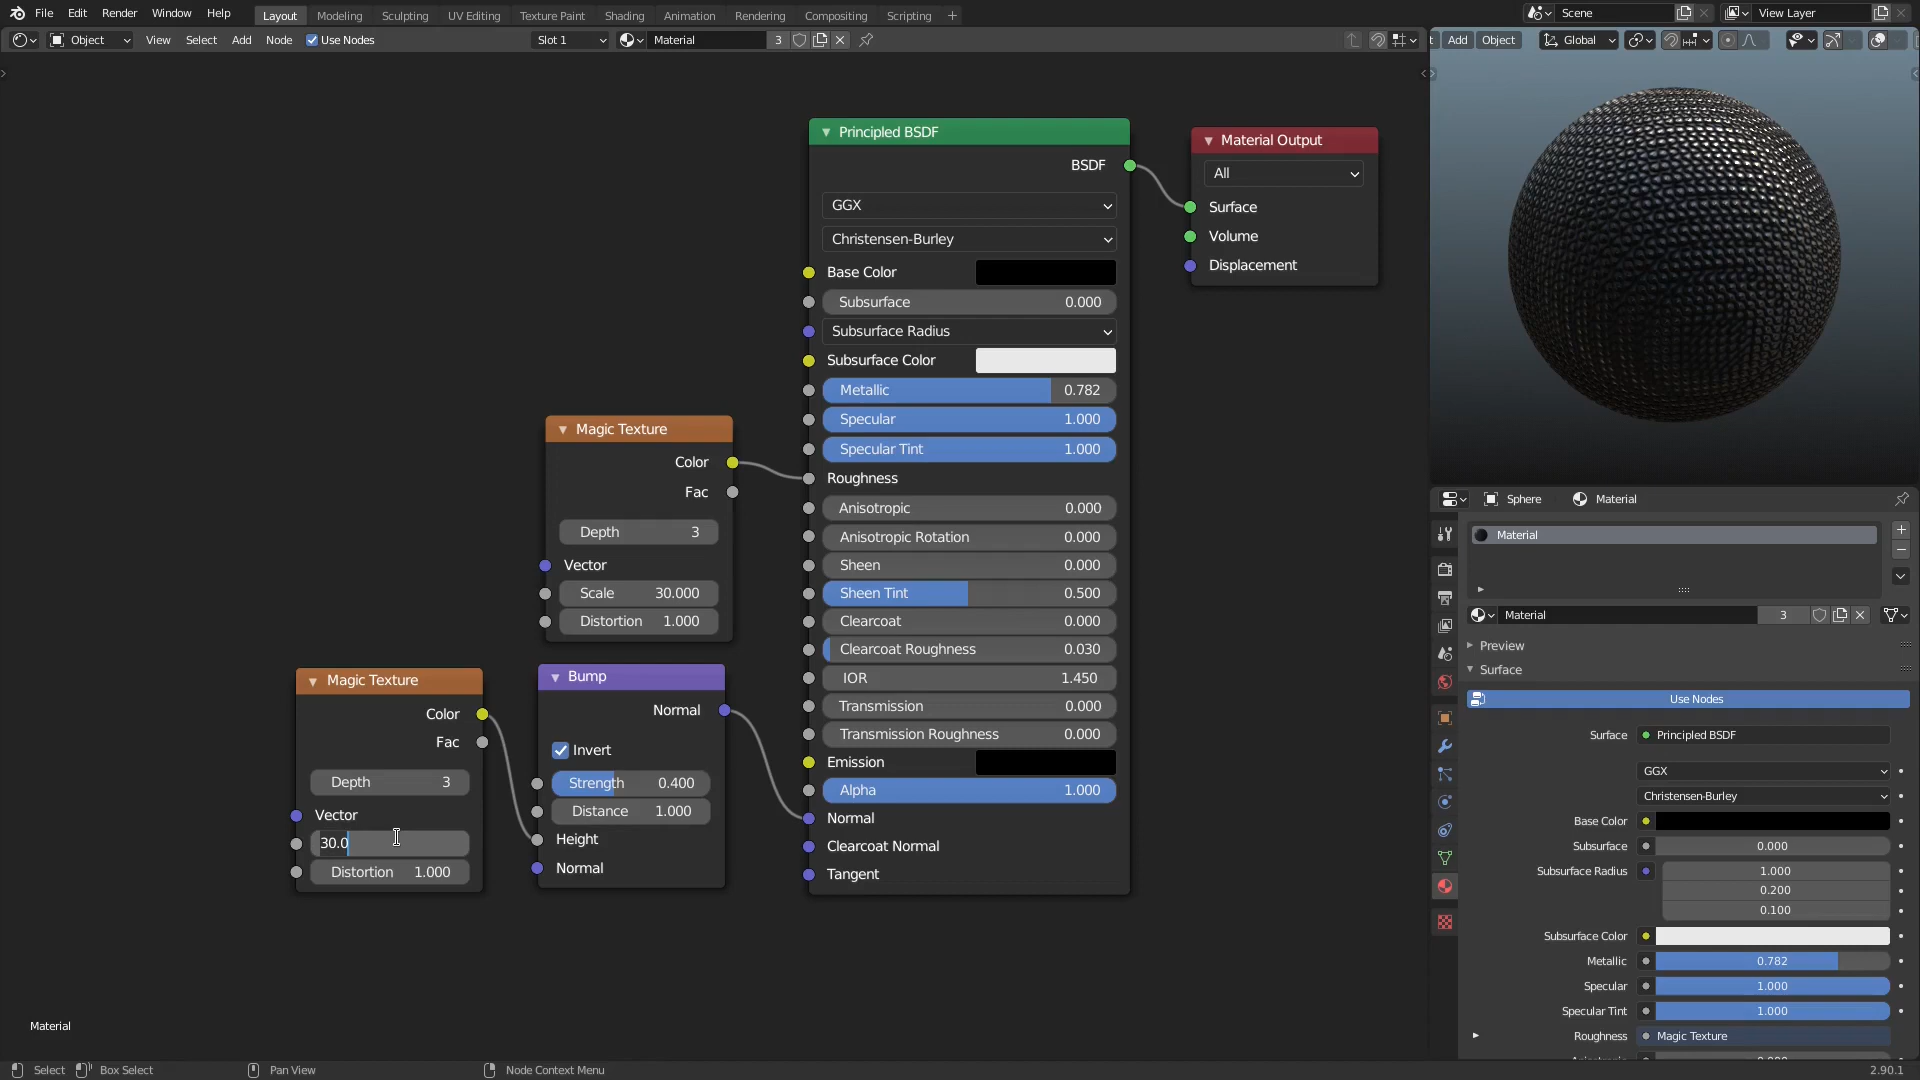 File Edit Render Window Help Layout Modeling Sculpting UV Editing Texture Paint Shading Animation Rendering Compositing Scripting + Scene View Layer
Object View Select Add Node Use Nodes Slot 1 Material 3 Add Object Global
Principled BSDF
BSDF
GGX
Christensen-Burley
Base Color
Subsurface 0.000
Subsurface Radius
Subsurface Color
Metallic 0.782
Specular 1.000
Specular Tint 1.000
Roughness
Anisotropic 0.000
Anisotropic Rotation 0.000
Sheen 0.000
Sheen Tint 0.500
Clearcoat 0.000
Clearcoat Roughness 0.030
IOR 1.450
Transmission 0.000
Transmission Roughness 0.000
Emission
Alpha 1.000
Normal
Clearcoat Normal
Tangent
Material Output
All
Surface
Volume
Displacement
Magic Texture
Color
Fac
Depth 3
Vector
Scale 30.000
Distortion 1.000
Magic Texture
Color
Fac
Depth 3
Vector
30.0
Distortion 1.000
Bump
Normal
Invert
Strength 0.400
Distance 1.000
Height
Normal
Sphere Material
Material
Material 3
Preview
Surface
Use Nodes
Surface Principled BSDF
GGX
Christensen-Burley
Base Color
Subsurface 0.000
Subsurface Radius 1.000
0.200
0.100
Subsurface Color
Metallic 0.782
Specular 1.000
Specular Tint 1.000
Roughness Magic Texture
Material
Select Box Select Pan View Node Context Menu 2.90.1